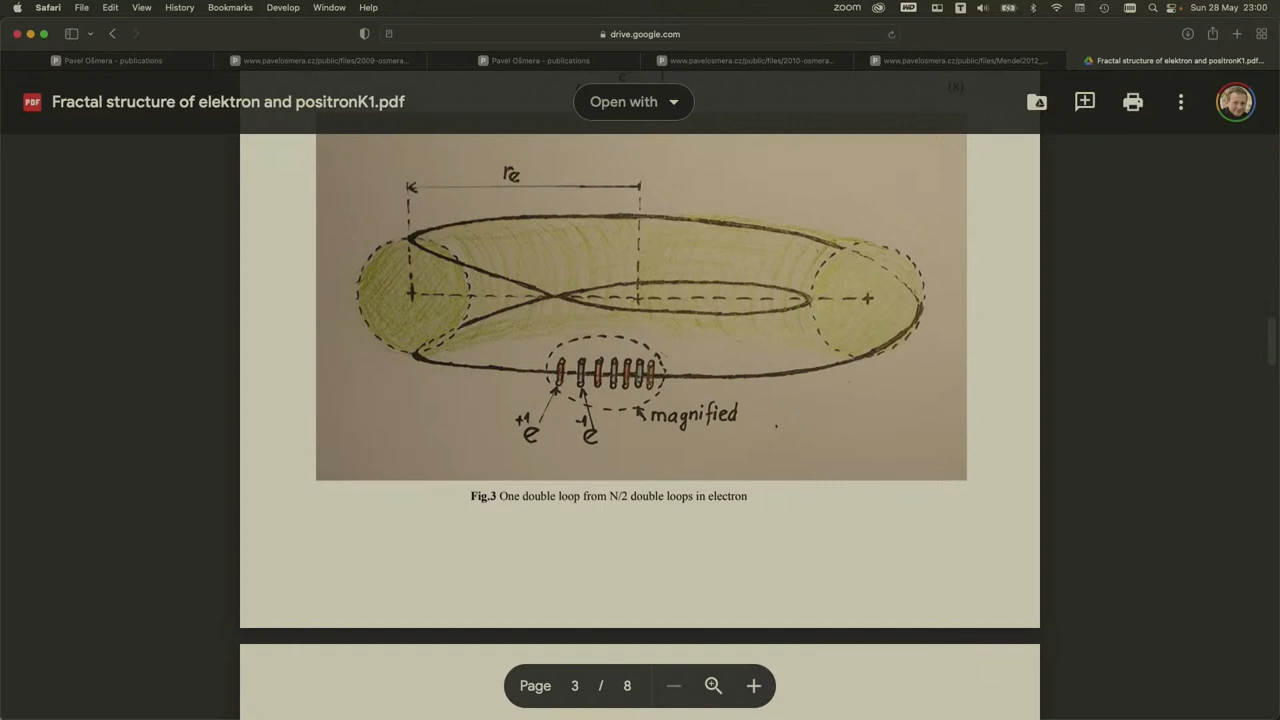 Safari File Edit View History Bookmarks Develop Window Help zoom Sun 28 May 23:00
drive.google.com
Pavel Ošmera - publications www.pavelosmera.cz/public/files/2009-osmera... Pavel Ošmera - publications www.pavelosmera.cz/public/files/2010-osmera... www.pavelosmera.cz/public/files/Mendel2012_... Fractal structure of elektron and positronK1.pdf...
(8)
PDF Fractal structure of elektron and positronK1.pdf Open with
re
+1 e -1 e magnified
Fig.3 One double loop from N/2 double loops in electron
Page 3 / 8